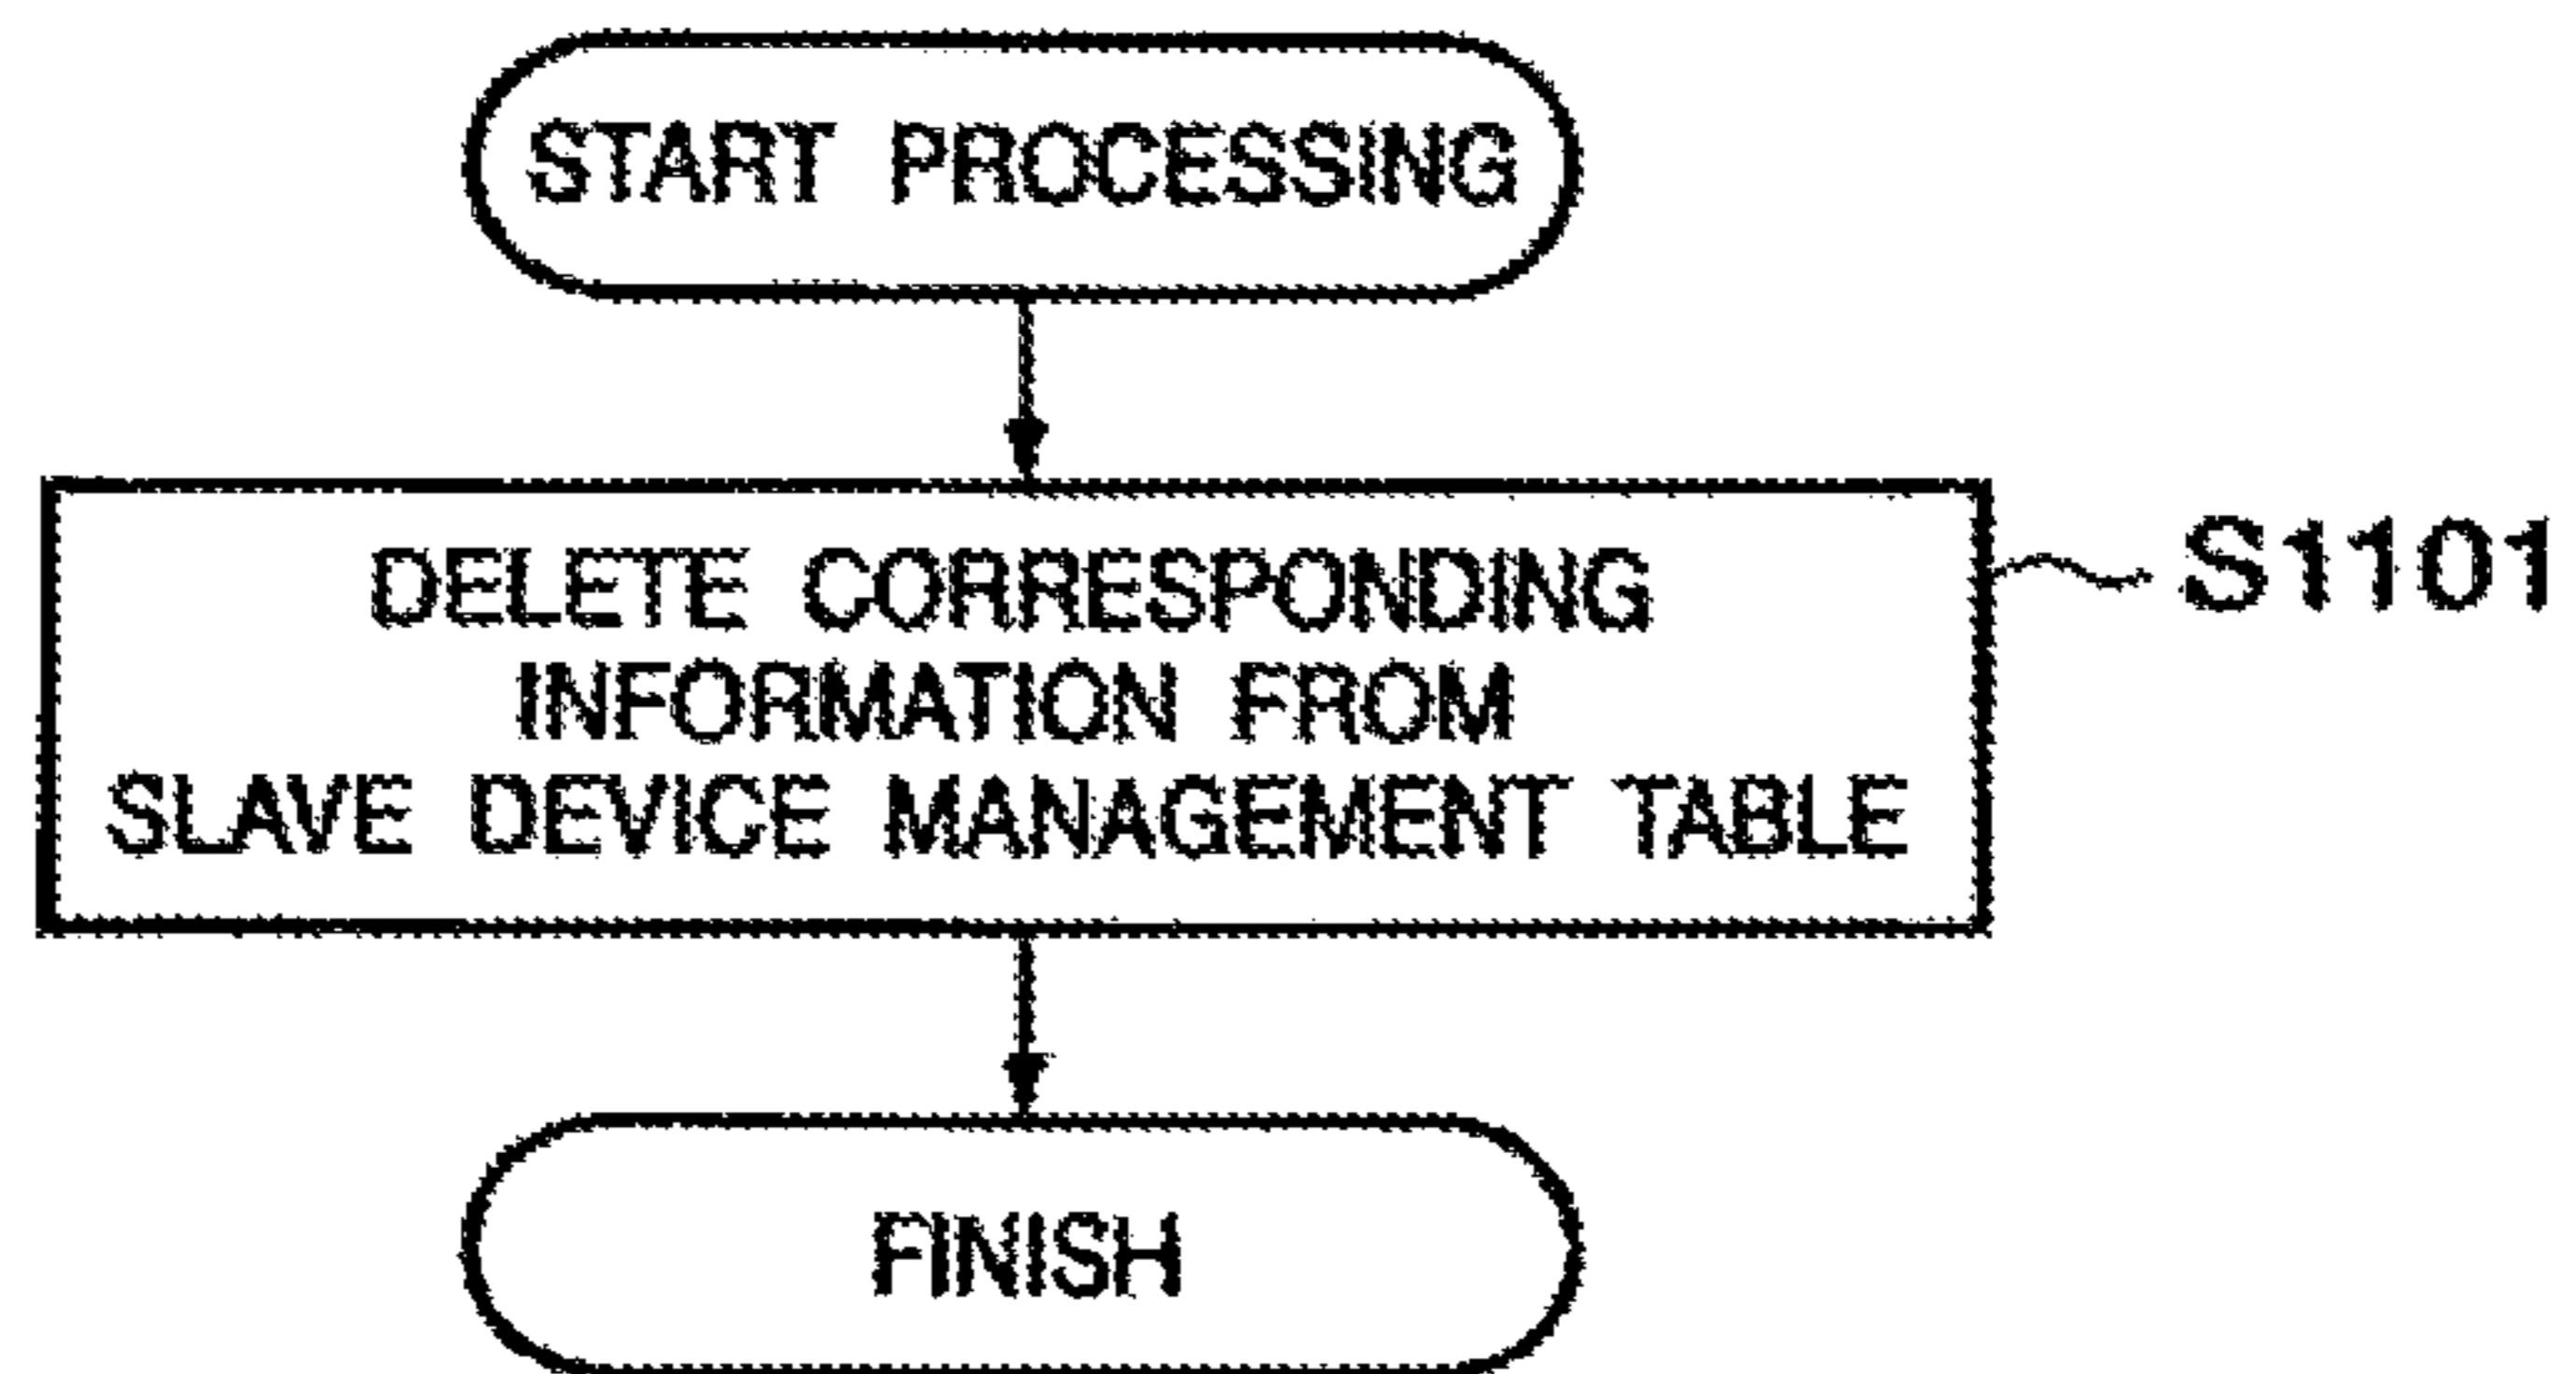 START PROCESSING
DELETE CORRESPONDING
INFORMATION FROM
SLAVE DEVICE MANAGEMENT TABLE
S1101
FINISH